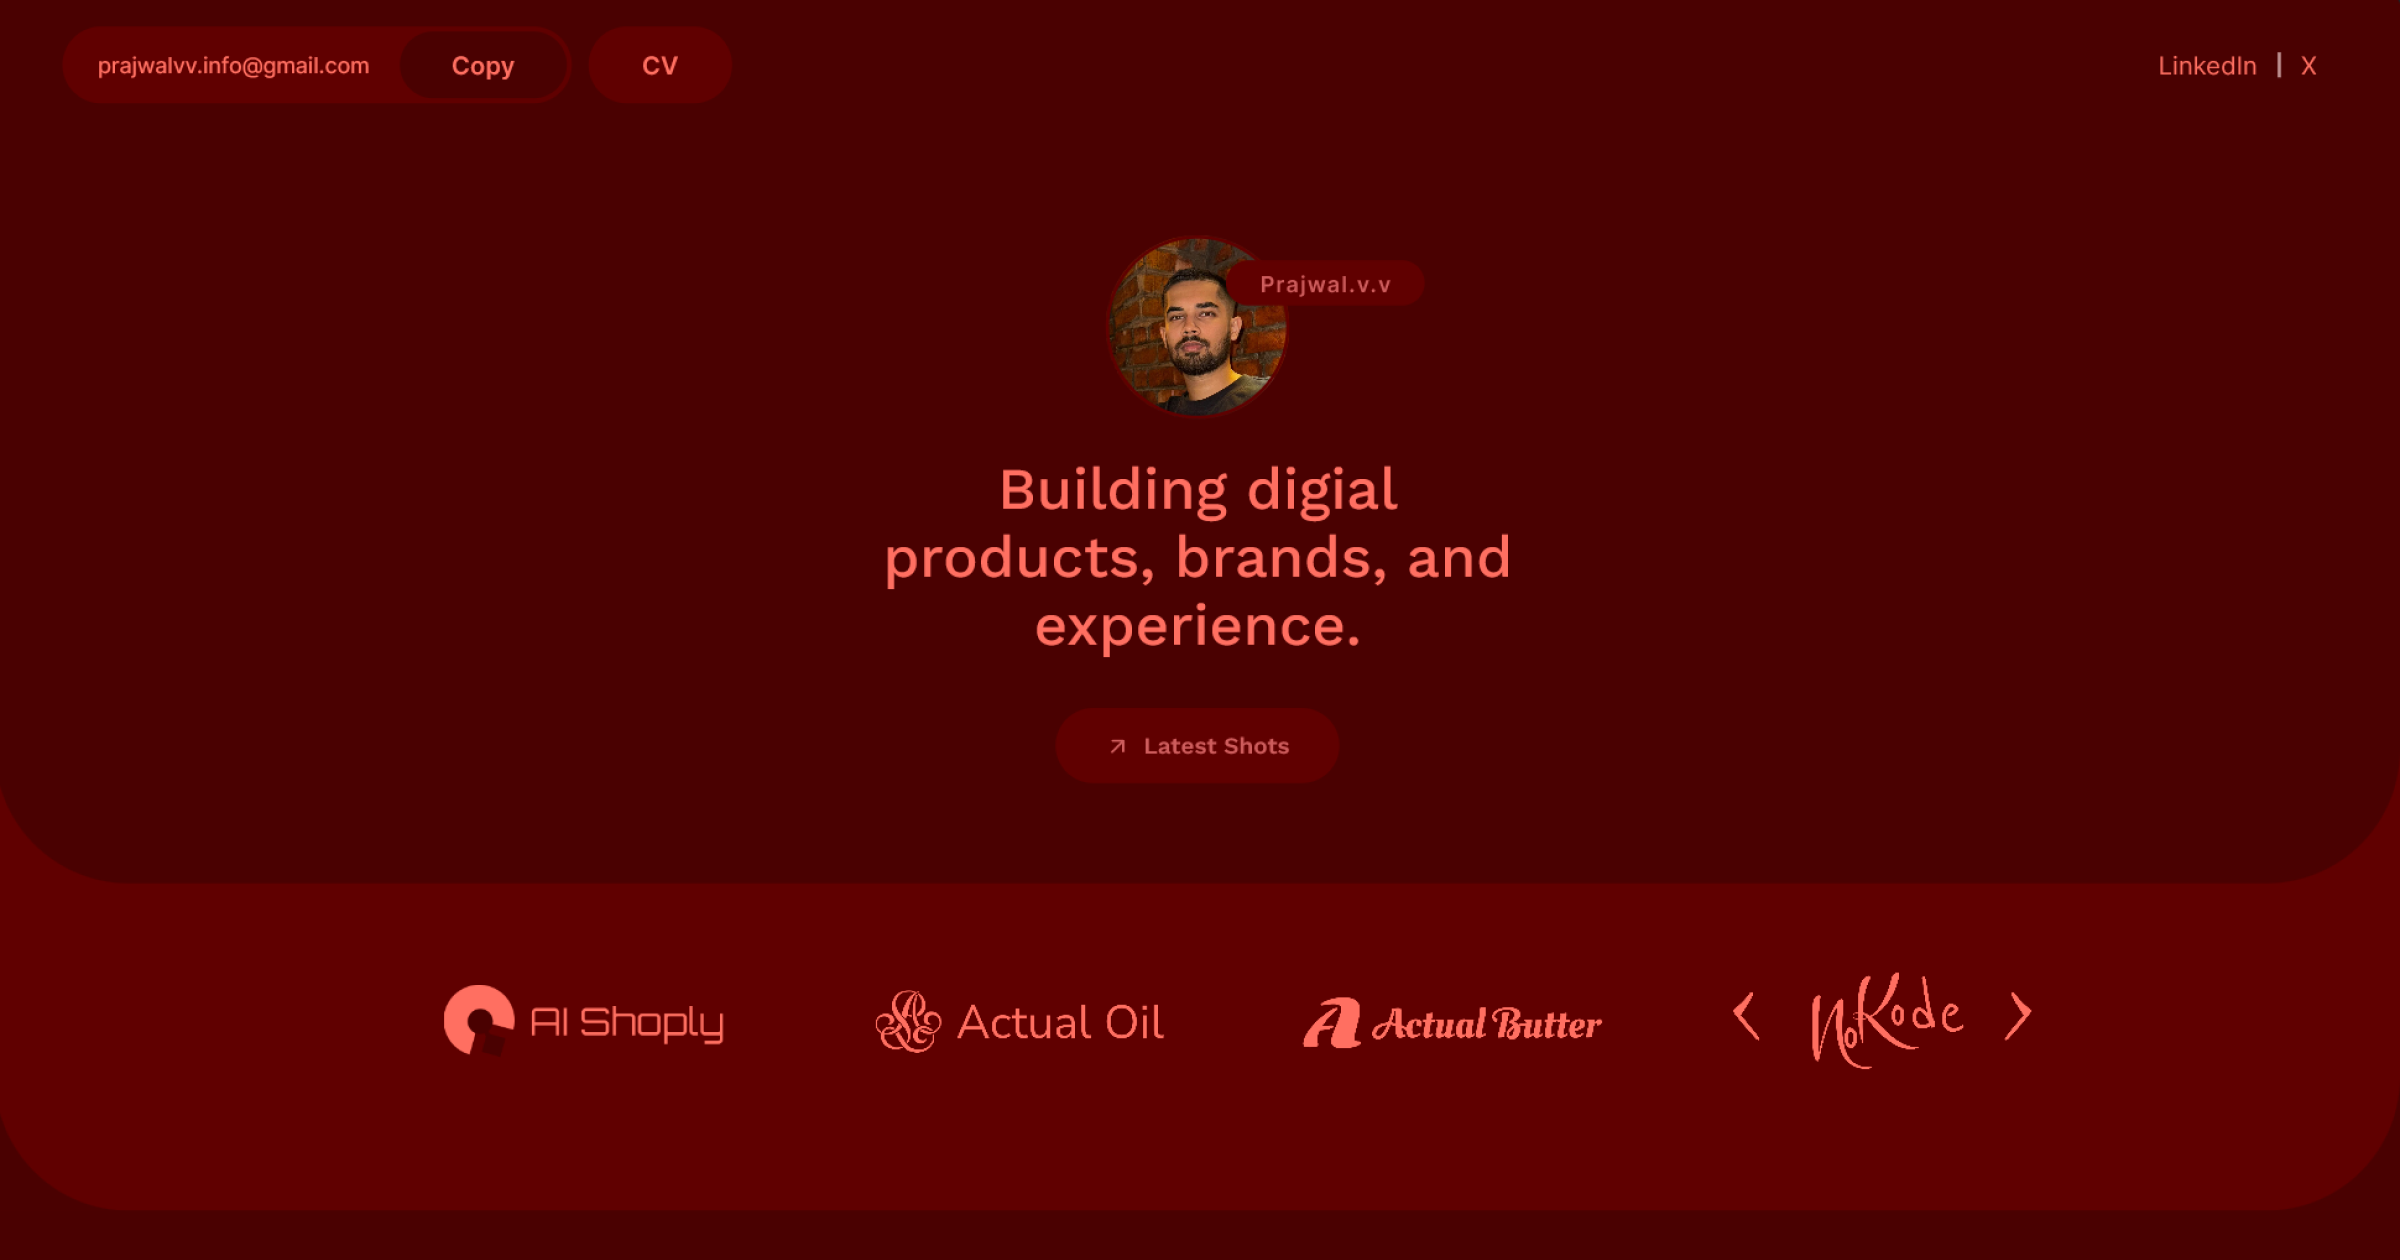 prajwalvv.info@gmail.com Copy CV LinkedIn | X
Prajwal.v.v
Building digial
products, brands, and
experience.
Latest Shots
AI Shoply Actual Oil Actual Butter NoKode